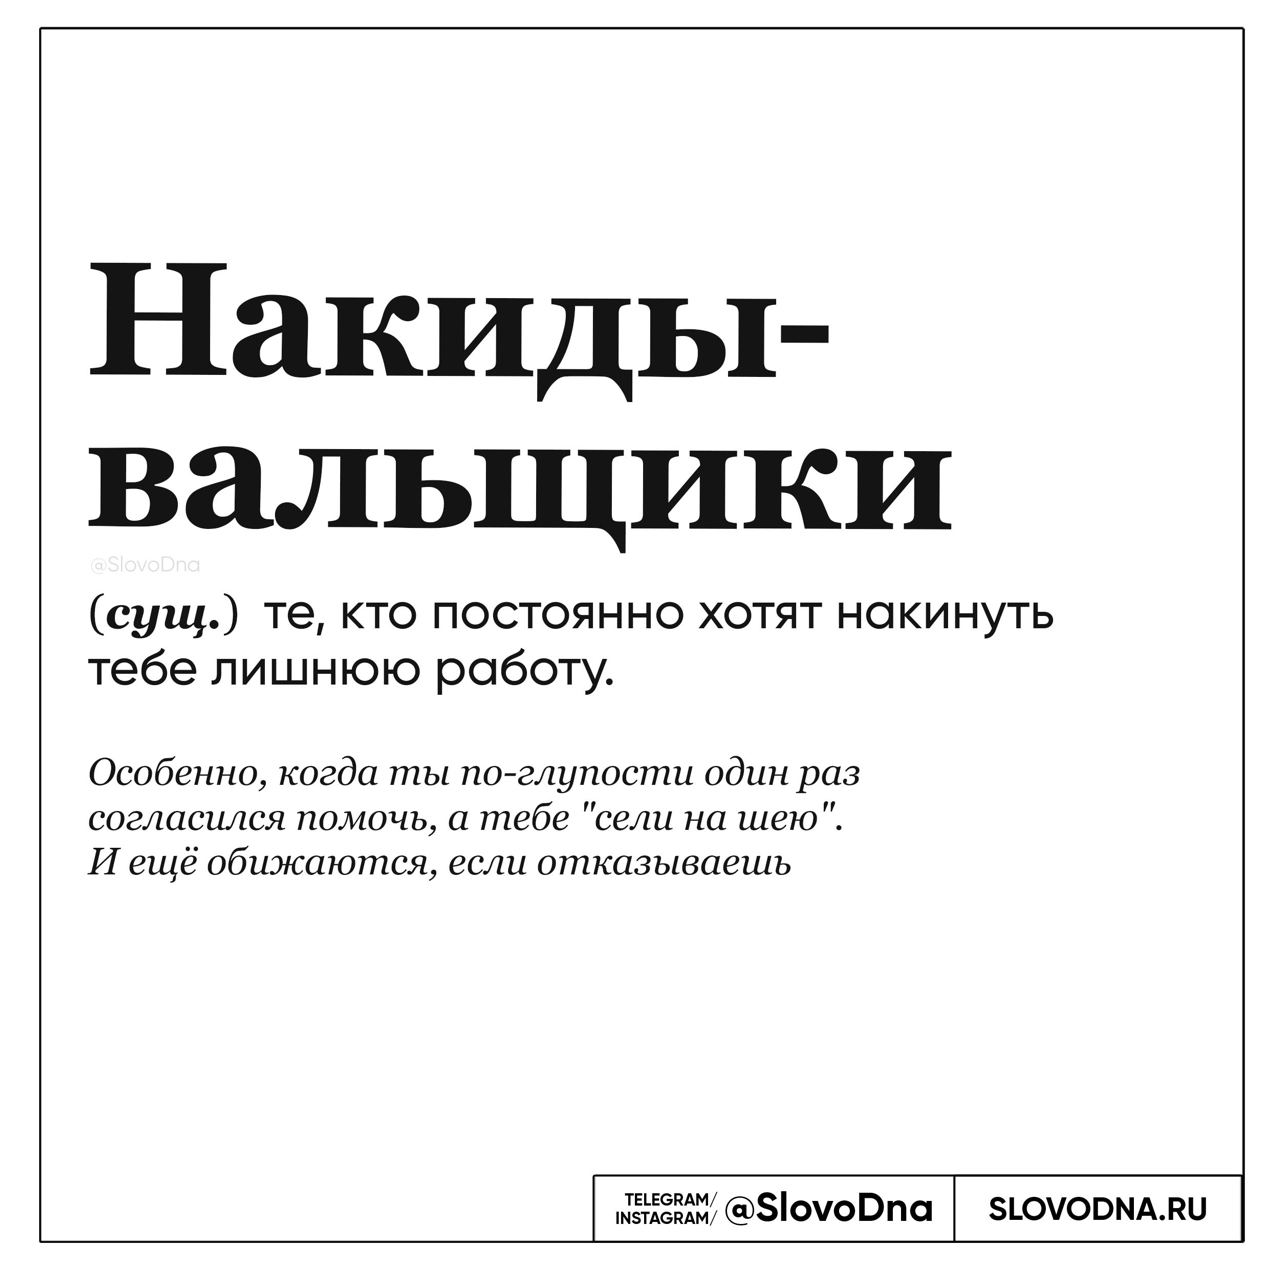 Накиды-
вальщики
@SlovoDna
(сущ.) те, кто постоянно хотят накинуть
тебе лишнюю работу.
Особенно, когда ты по-глупости один раз
согласился помочь, а тебе "сели на шею".
И ещё обижаются, если отказываешь
TELEGRAM/
INSTAGRAM/
@SlovoDna
SLOVODNA.RU